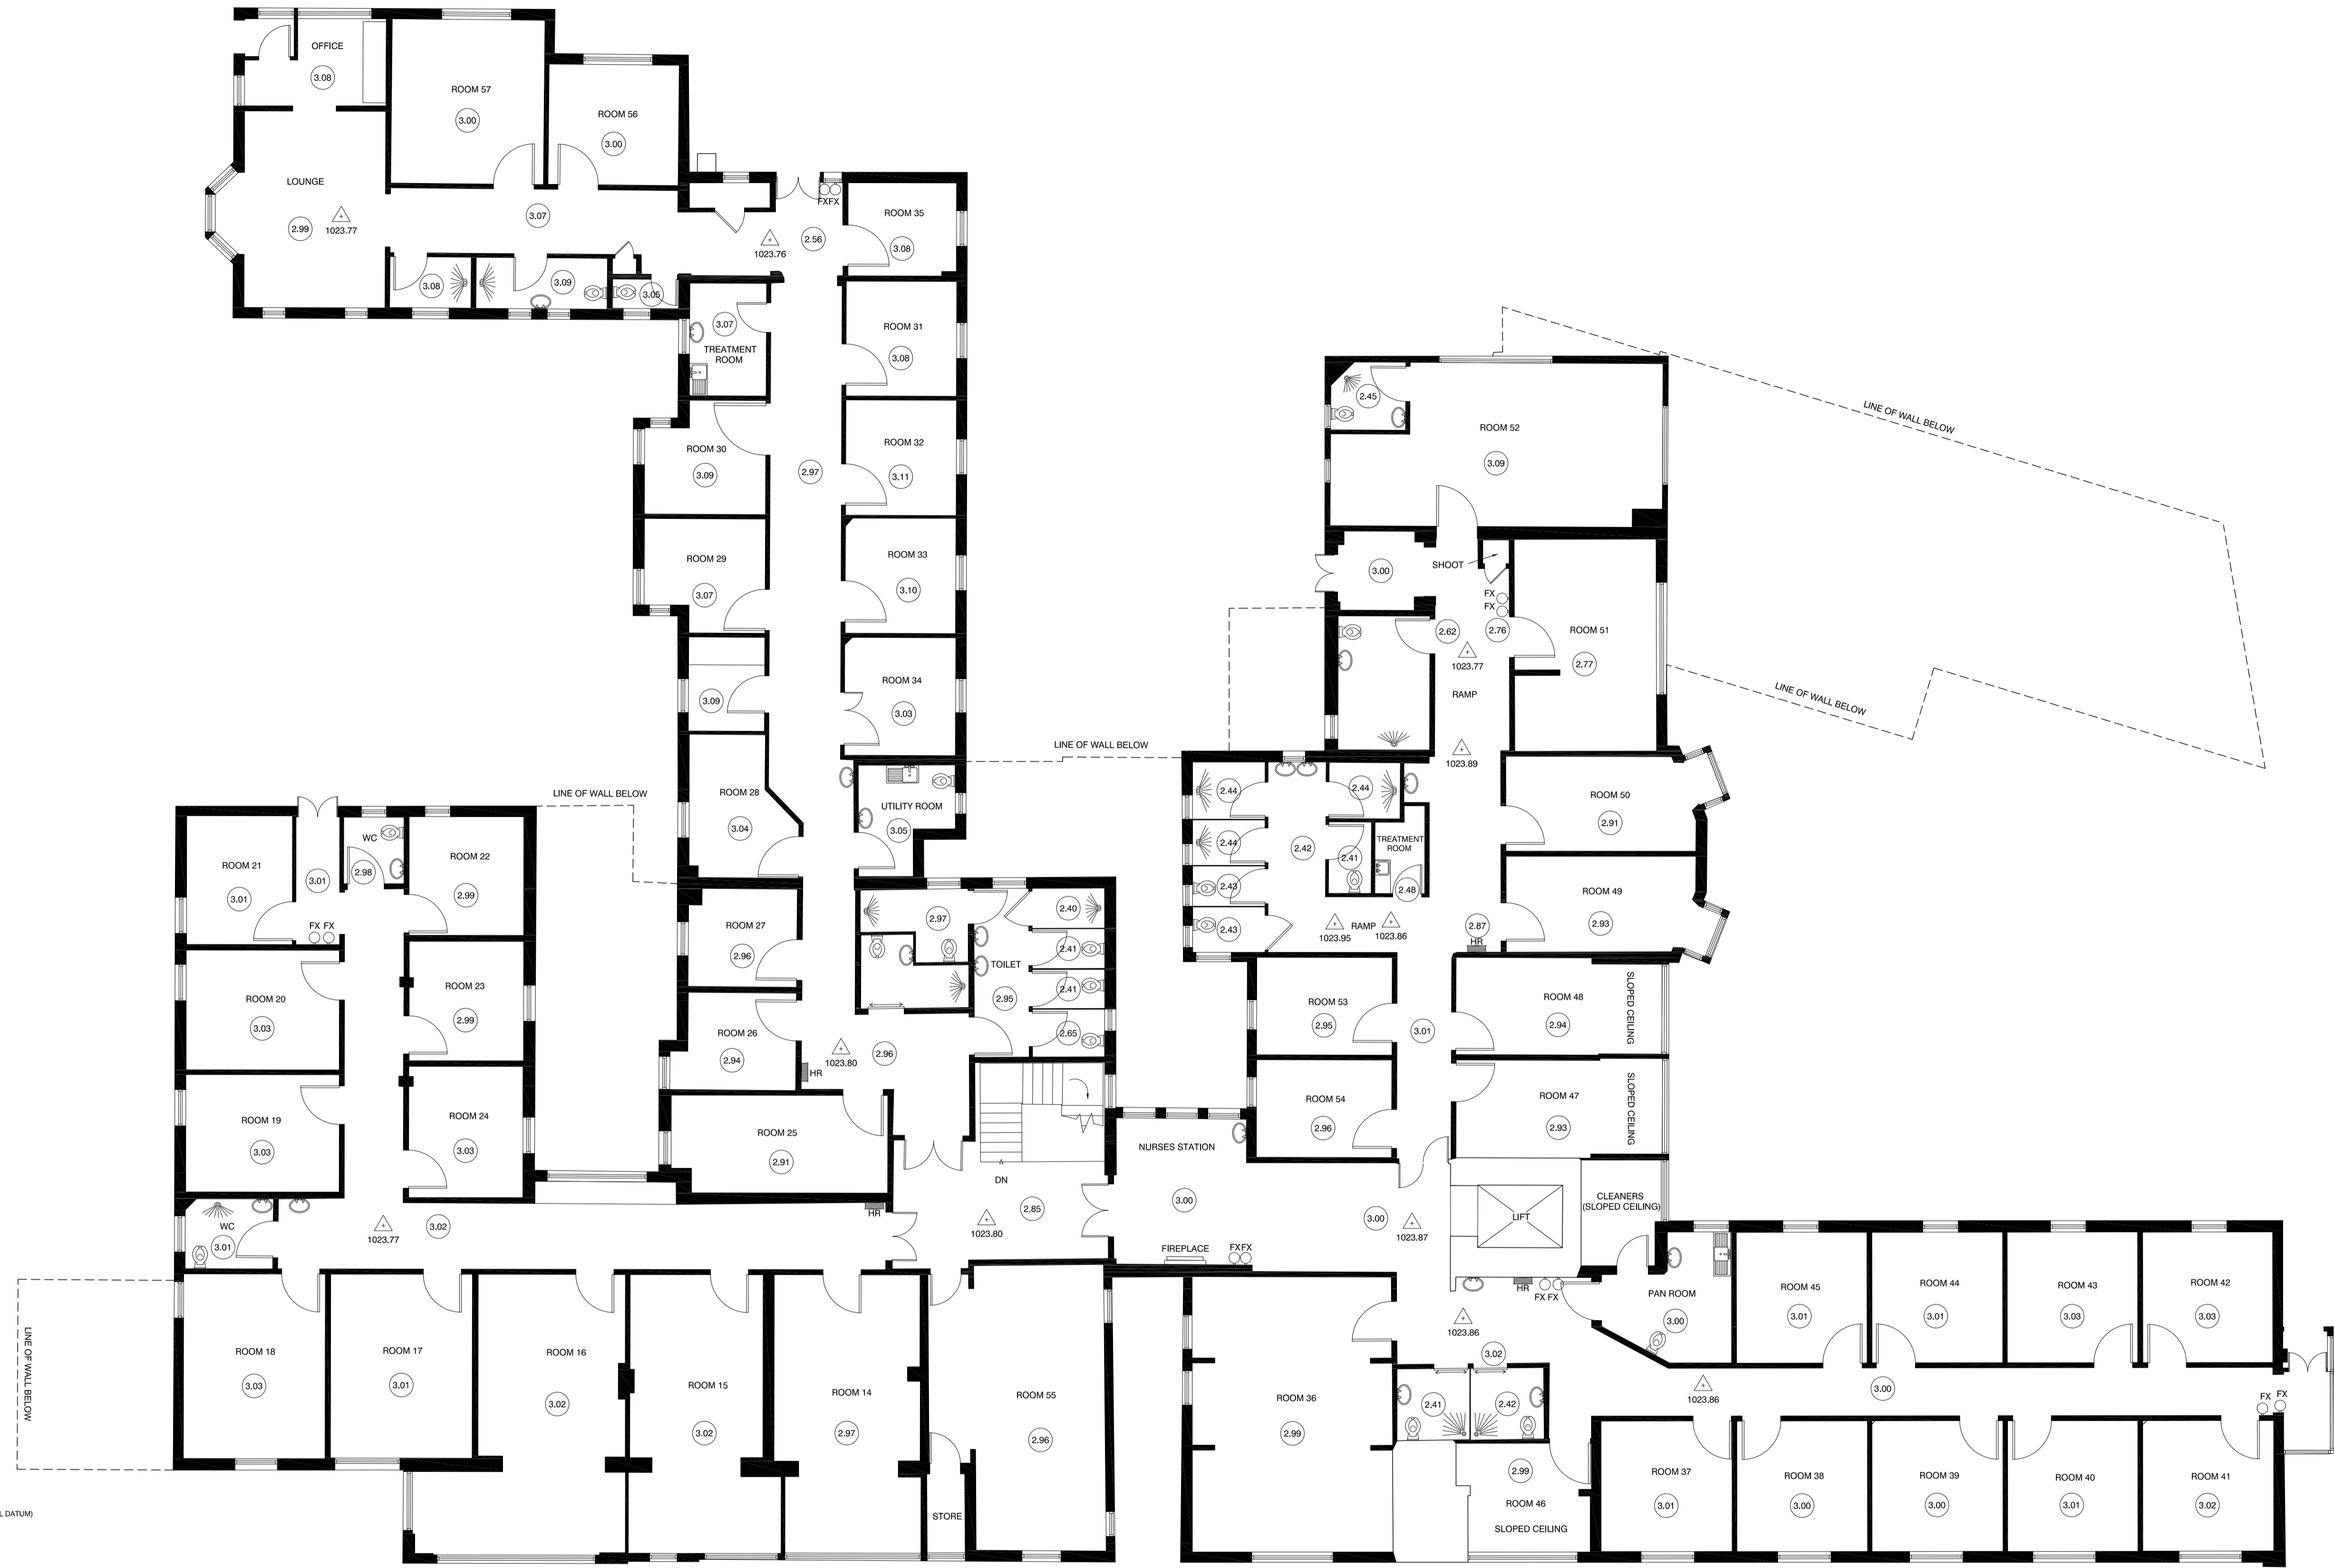 OFFICE
3.08
ROOM 57
3.00
ROOM 56
3.00
LOUNGE
2.99
1023.77
3.07
3.08
3.09
3.05
1023.76
2.56
FXFX
ROOM 35
3.08
3.07
TREATMENT
ROOM
ROOM 31
3.08
ROOM 30
3.09
2.97
ROOM 32
3.11
ROOM 29
3.07
ROOM 33
3.10
3.09
ROOM 34
3.03
ROOM 28
3.04
UTILITY ROOM
3.05
LINE OF WALL BELOW
LINE OF WALL BELOW
2.45
ROOM 52
3.09
LINE OF WALL BELOW
3.00
SHOOT
FX
FX
2.62
2.76
1023.77
ROOM 51
2.77
RAMP
LINE OF WALL BELOW
1023.89
2.44
2.44
2.44
2.42
2.41
TREATMENT
ROOM
2.48
2.43
2.43
RAMP
1023.95
1023.86
ROOM 50
2.91
ROOM 49
2.93
2.87
HR
ROOM 21
3.01
3.01
WC
2.98
ROOM 22
2.99
FX FX
ROOM 20
3.03
ROOM 23
2.99
ROOM 19
3.03
ROOM 24
3.03
ROOM 27
2.96
ROOM 26
2.94
1023.80
HR
2.96
2.97
TOILET
2.95
2.40
2.41
2.41
2.65
ROOM 25
2.91
ROOM 53
2.95
3.01
ROOM 48
2.94
SLOPED CEILING
ROOM 54
2.96
ROOM 47
2.93
SLOPED CEILING
NURSES STATION
DN
WC
3.01
1023.77
3.02
HR
1023.80
2.85
3.00
FIREPLACE
FXFX
3.00
1023.87
LIFT
CLEANERS
(SLOPED CEILING)
LINE OF WALL BELOW
ROOM 18
3.03
ROOM 17
3.01
ROOM 16
3.02
ROOM 15
3.02
ROOM 14
2.97
ROOM 55
2.96
STORE
ROOM 36
2.99
1023.86
3.02
HR
FX FX
PAN ROOM
3.00
ROOM 45
3.01
ROOM 44
3.01
ROOM 43
3.03
ROOM 42
3.03
2.41
2.42
1023.86
3.00
FX FX
2.99
ROOM 46
SLOPED CEILING
ROOM 37
3.01
ROOM 38
3.00
ROOM 39
3.00
ROOM 40
3.01
ROOM 41
3.02
L DATUM)